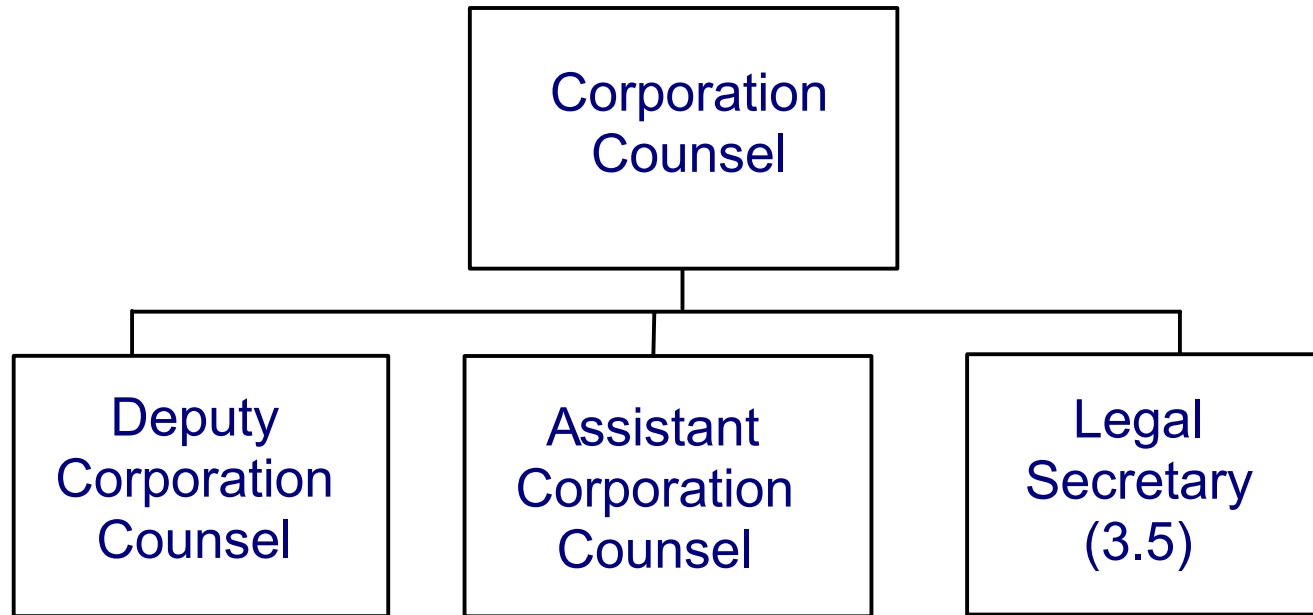 Corporation
Counsel
Deputy
Corporation
Counsel
Assistant
Corporation
Counsel
Legal
Secretary
(3.5)